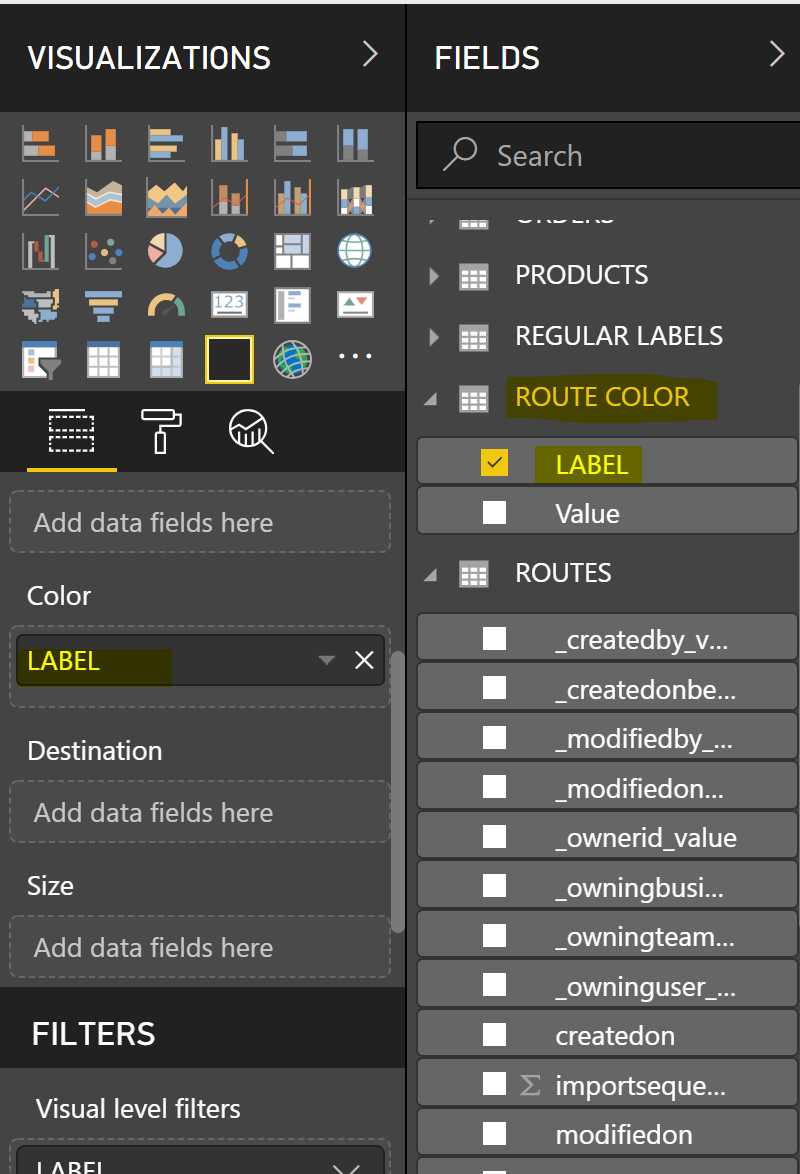 VISUALIZATIONS
123
Add data fields here
Color
LABEL
Destination
Add data fields here
Size
Add data fields here
FILTERS
Visual level filters
LABEL
FIELDS
Search
ORDERS
PRODUCTS
REGULAR LABELS
ROUTE COLOR
LABEL
Value
ROUTES
_createdby_v...
_createdonbe...
_modifiedby_...
_modifiedon...
_ownerid_value
_owningbusi...
_owningteam...
_owninguser_...
createdon
Σ importseque...
modifiedon